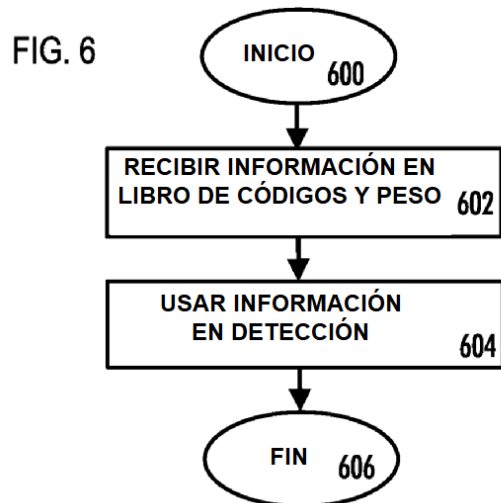 FIG. 6
INICIO 600
RECIBIR INFORMACIÓN EN
LIBRO DE CÓDIGOS Y PESO 602
USAR INFORMACIÓN
EN DETECCIÓN
604
FIN 606